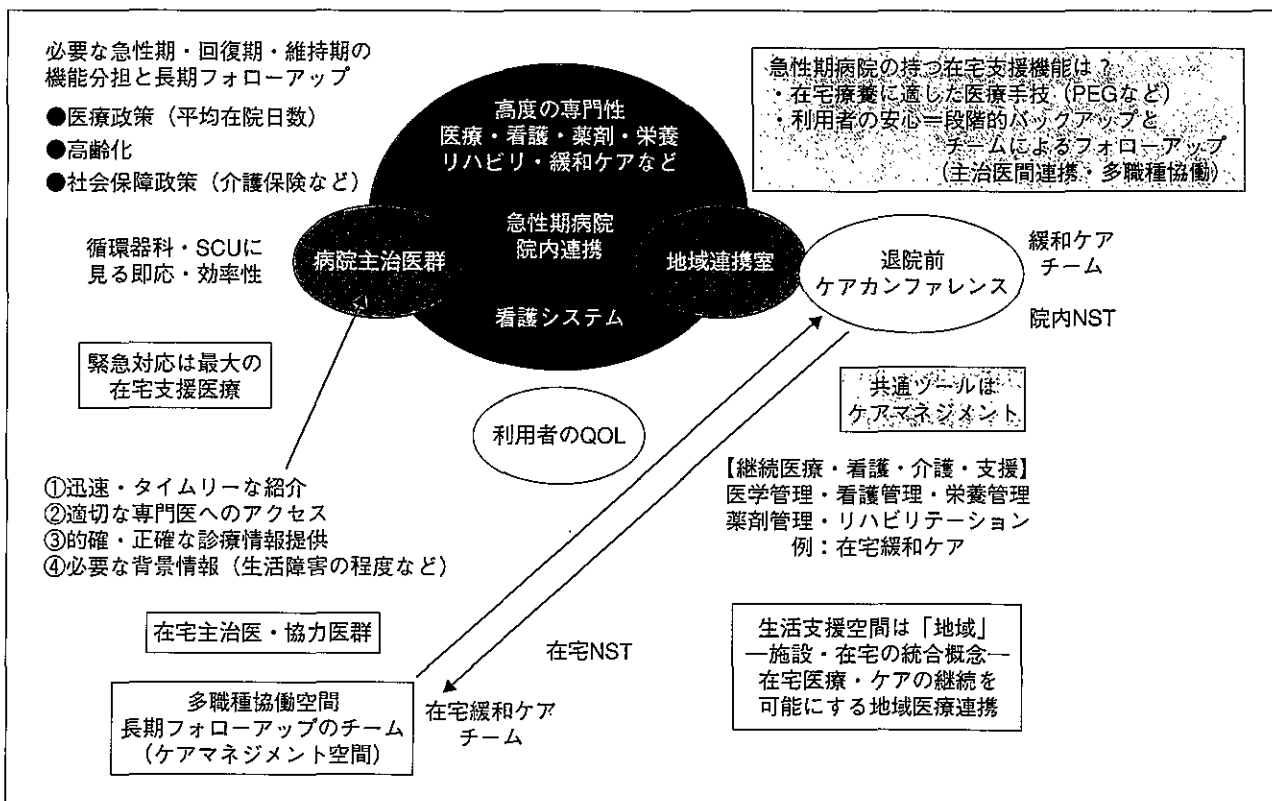 必要な急性期・回復期・維持期の
機能分担と長期フォローアップ
●医療政策（平均在院日数）
●高齢化
●社会保障政策（介護保険など）
高度の専門性
医療・看護・薬剤・栄養
リハビリ・緩和ケアなど
急性期病院の持つ在宅支援機能は？
・在宅療養に適した医療手技（PEGなど）
・利用者の安心＝段階的バックアップと
チームによるフォローアップ
（主治医間連携・多職種協働）
循環器科・SCUに
見る即応・効率性
病院主治医群
急性期病院
院内連携
地域連携室
退院前
ケアカンファレンス
緩和ケア
チーム
看護システム
院内NST
緊急対応は最大の
在宅支援医療
共通ツールは
ケアマネジメント
利用者のQOL
【継続医療・看護・介護・支援】
医学管理・看護管理・栄養管理
薬剤管理・リハビリテーション
例：在宅緩和ケア
①迅速・タイムリーな紹介
②適切な専門医へのアクセス
③的確・正確な診療情報提供
④必要な背景情報（生活障害の程度など）
在宅主治医・協力医群
在宅NST
多職種協働空間
長期フォローアップのチーム
（ケアマネジメント空間）
在宅緩和ケア
チーム
生活支援空間は「地域」
―施設・在宅の統合概念―
在宅医療・ケアの継続を
可能にする地域医療連携